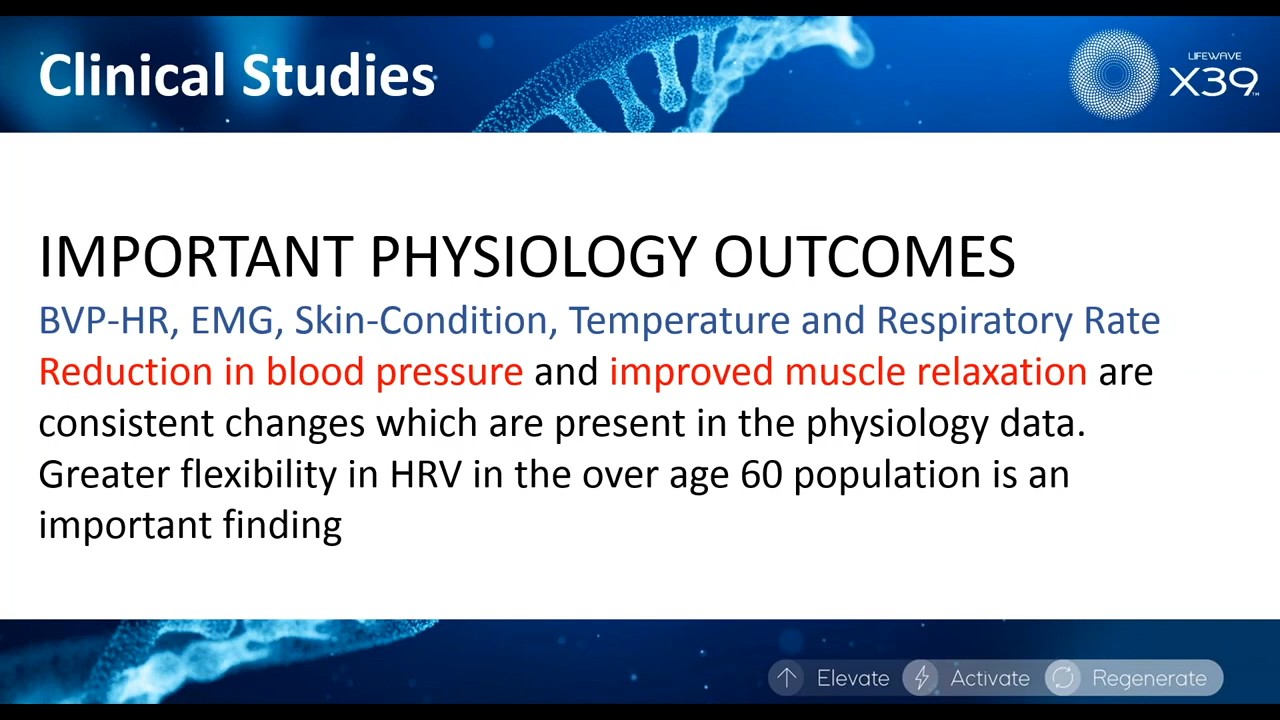 Clinical Studies
LIFEWAVE
X39™
IMPORTANT PHYSIOLOGY OUTCOMES
BVP-HR, EMG, Skin-Condition, Temperature and Respiratory Rate
Reduction in blood pressure and improved muscle relaxation are
consistent changes which are present in the physiology data.
Greater flexibility in HRV in the over age 60 population is an
important finding
Elevate Activate Regenerate